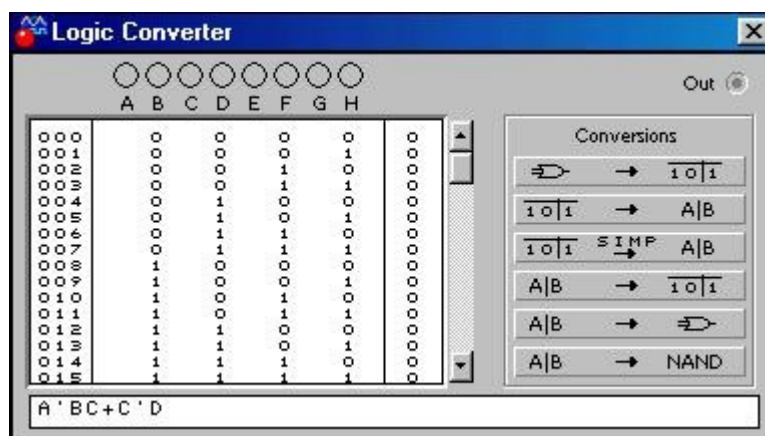 Logic Converter
Out
A B C D E F G H
000 0 0 0 0 0
001 0 0 0 1 0
002 0 0 1 0 0
003 0 0 1 1 0
004 0 1 0 0 0
005 0 1 0 1 0
006 0 1 1 0 0
007 0 1 1 1 0
008 1 0 0 0 0
009 1 0 0 1 0
010 1 0 1 0 0
011 1 0 1 1 0
012 1 1 0 0 0
013 1 1 0 1 0
014 1 1 1 0 0
015 1 1 1 1 0
Conversions
→ 1 0|1
1 0|1 → A|B
1 0|1 SIMP → A|B
A|B → 1 0|1
A|B →
A|B → NAND
A'BC+C'D